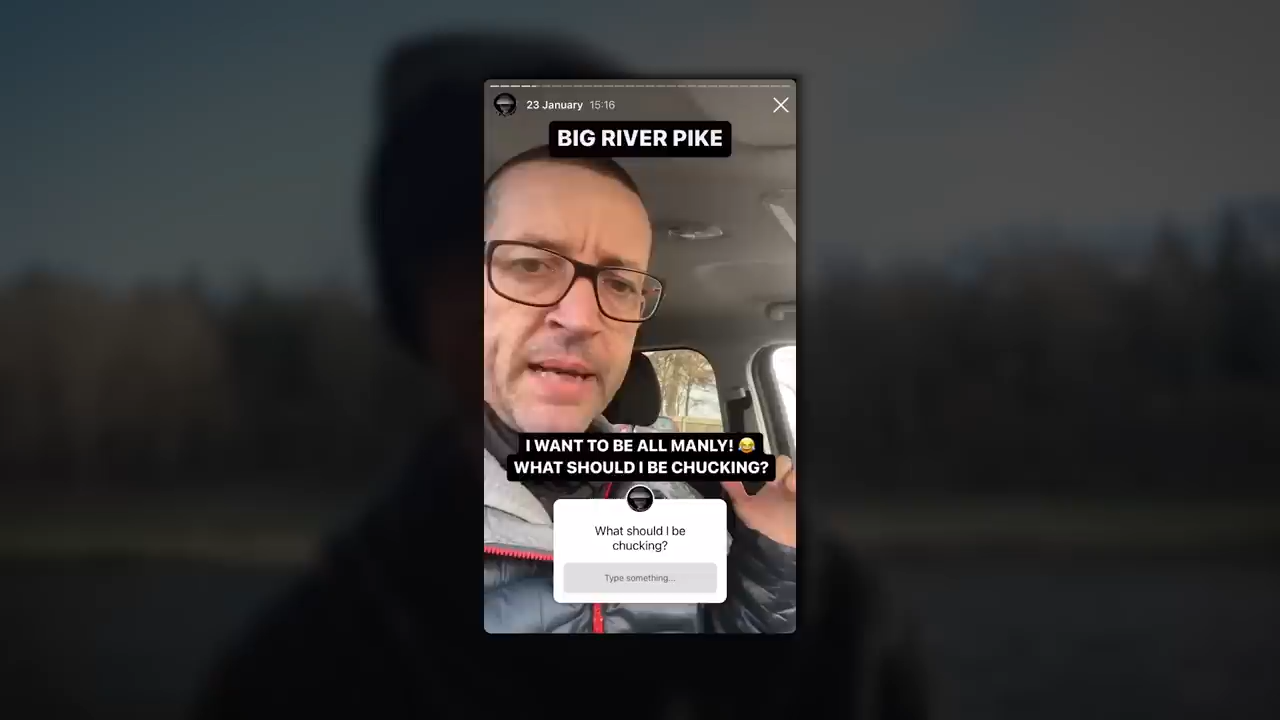 23 January 15:16
BIG RIVER PIKE
I WANT TO BE ALL MANLY! 😂
WHAT SHOULD I BE CHUCKING?
What should I be
chucking?
Type something...